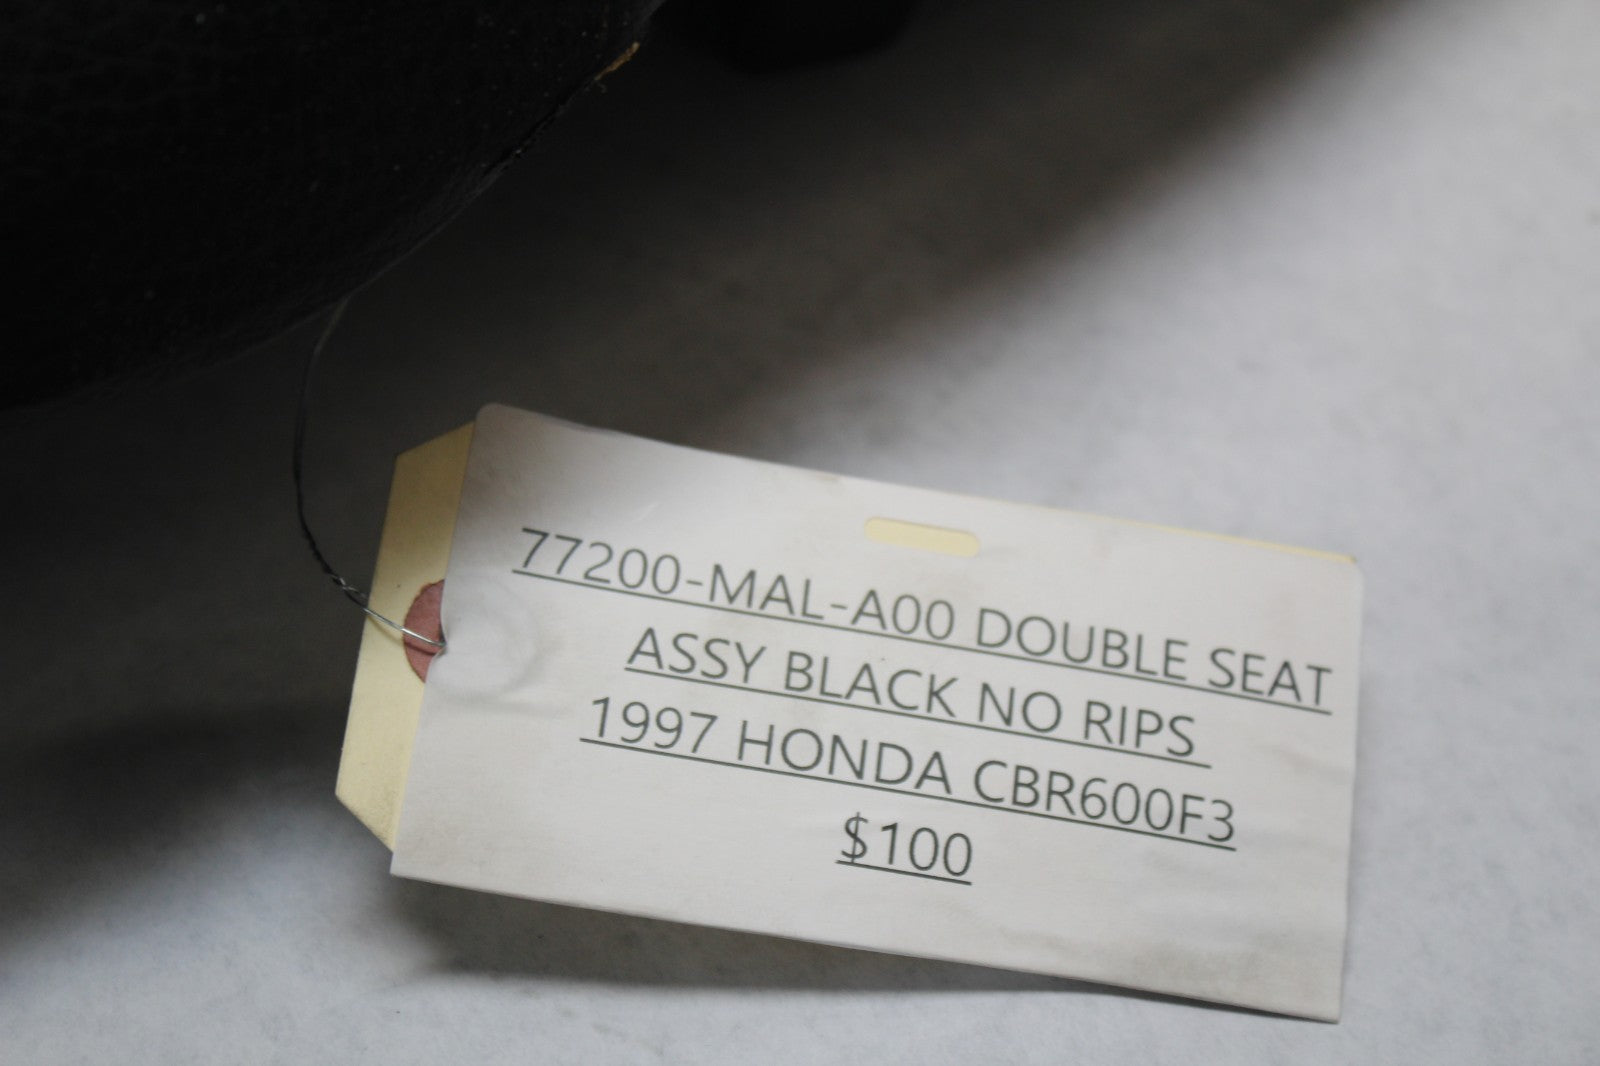 77200-MAL-A00 DOUBLE SEAT
ASSY BLACK NO RIPS
1997 HONDA CBR600F3
$100